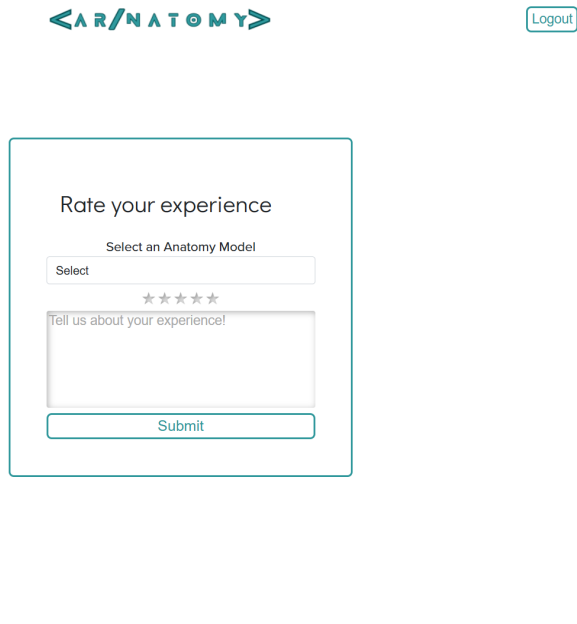 <AR/NATOMY>
Logout
Rate your experience
Select an Anatomy Model
Select
Tell us about your experience!
Submit